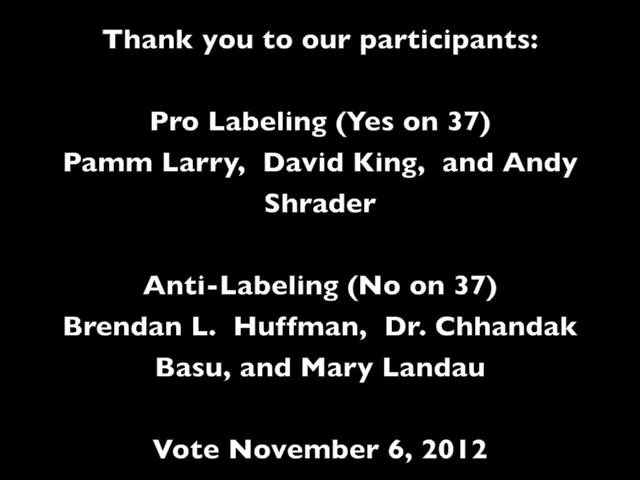 Thank you to our participants:
Pro Labeling (Yes on 37)
Pamm Larry, David King, and Andy
Shrader
Anti-Labeling (No on 37)
Brendan L. Huffman, Dr. Chhandak
Basu, and Mary Landau
Vote November 6, 2012